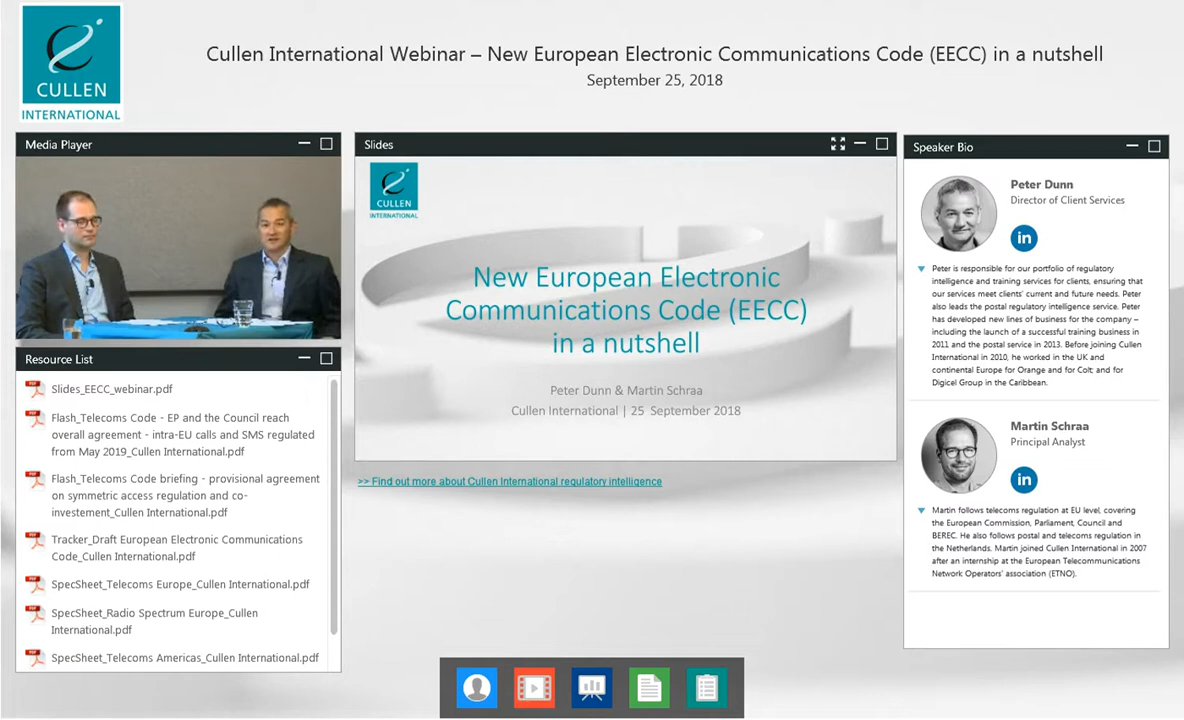 CULLEN
INTERNATIONAL
Cullen International Webinar – New European Electronic Communications Code (EECC) in a nutshell
September 25, 2018
Media Player
Resource List
Slides_EECC_webinar.pdf
Flash_Telecoms Code - EP and the Council reach
overall agreement - intra-EU calls and SMS regulated
from May 2019_Cullen International.pdf
Flash_Telecoms Code briefing - provisional agreement
on symmetric access regulation and co-
investement_Cullen International.pdf
Tracker_Draft European Electronic Communications
Code_Cullen International.pdf
SpecSheet_Telecoms Europe_Cullen International.pdf
SpecSheet_Radio Spectrum Europe_Cullen
International.pdf
SpecSheet_Telecoms Americas_Cullen International.pdf
Slides
CULLEN
INTERNATIONAL
New European Electronic
Communications Code (EECC)
in a nutshell
Peter Dunn & Martin Schraa
Cullen International | 25 September 2018
>> Find out more about Cullen International regulatory intelligence
Speaker Bio
Peter Dunn
Director of Client Services
in
Peter is responsible for our portfolio of regulatory
intelligence and training services for clients, ensuring that
our services meet clients' current and future needs. Peter
also leads the postal regulatory intelligence service. Peter
has developed new lines of business for the company –
including the launch of a successful training business in
2011 and the postal service in 2013. Before joining Cullen
International in 2010, he worked in the UK and
continental Europe for Orange and for Colt; and for
Digicel Group in the Caribbean.
Martin Schraa
Principal Analyst
in
Martin follows telecoms regulation at EU level, covering
the European Commission, Parliament, Council and
BEREC. He also follows postal and telecoms regulation in
the Netherlands. Martin joined Cullen International in 2007
after an internship at the European Telecommunications
Network Operators' association (ETNO).